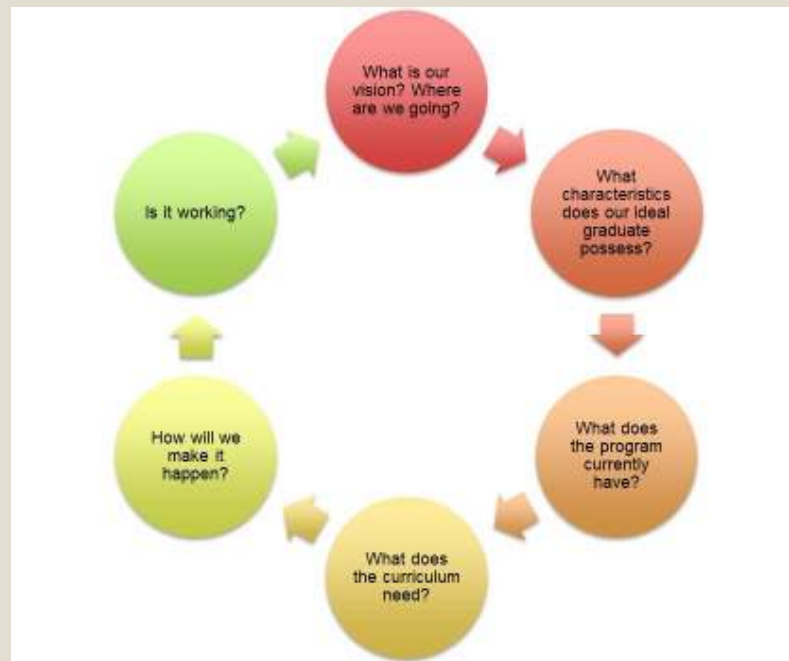 What is our
vision? Where
are we going?
What
characteristics
does our ideal
graduate
possess?
What does
the program
currently
have?
What does
the curriculum
need?
How will we
make it
happen?
Is it working?